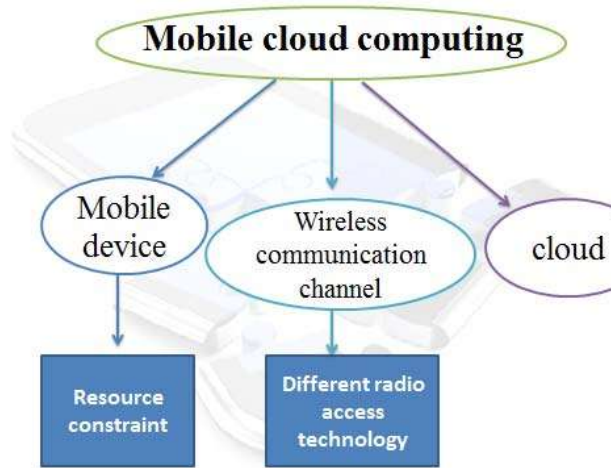 Mobile cloud computing
Mobile
device
Wireless
communication
channel
cloud
Resource
constraint
Different radio
access
technology